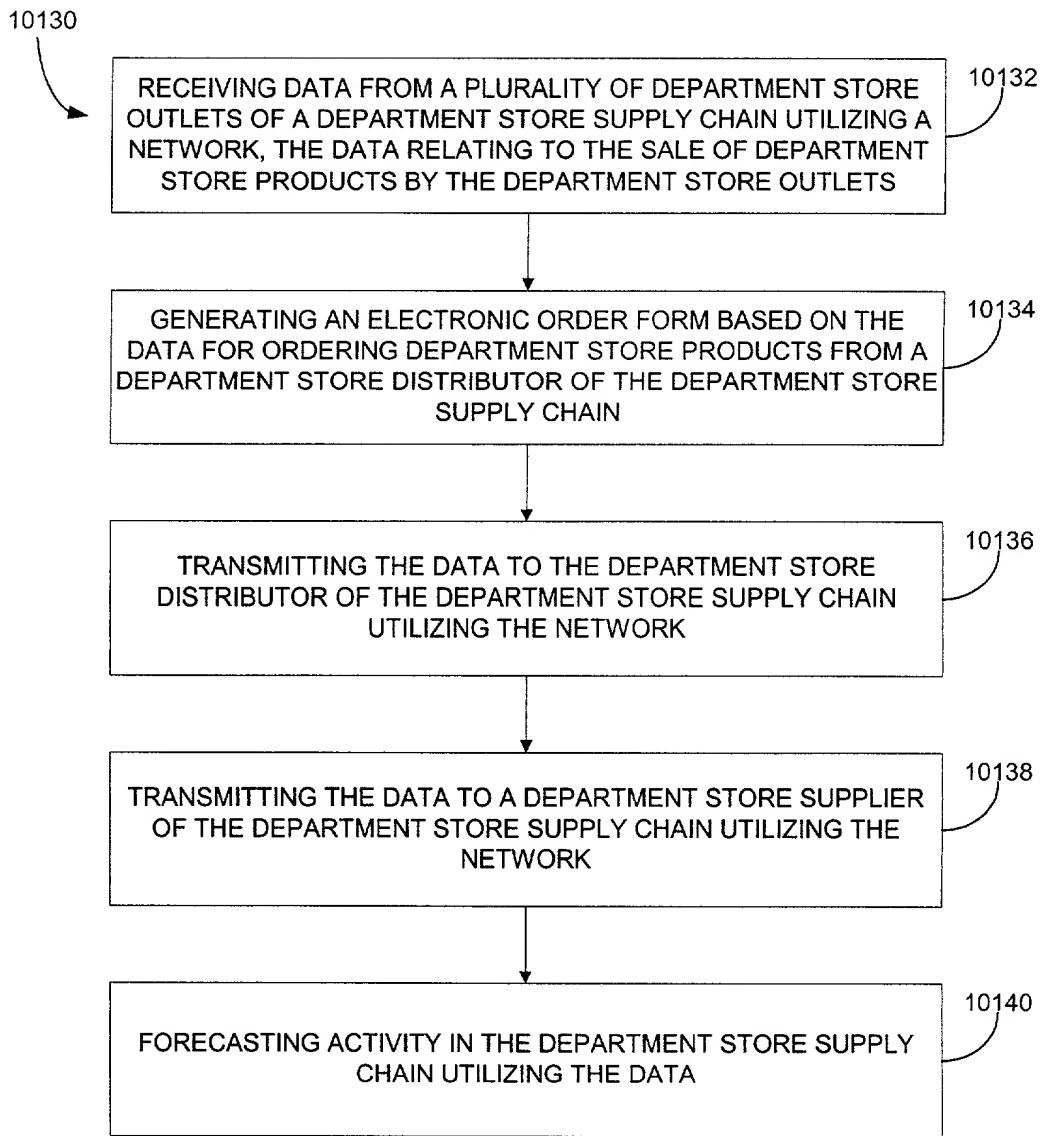 10130
10132
RECEIVING DATA FROM A PLURALITY OF DEPARTMENT STORE
OUTLETS OF A DEPARTMENT STORE SUPPLY CHAIN UTILIZING A
NETWORK, THE DATA RELATING TO THE SALE OF DEPARTMENT
STORE PRODUCTS BY THE DEPARTMENT STORE OUTLETS
10134
GENERATING AN ELECTRONIC ORDER FORM BASED ON THE
DATA FOR ORDERING DEPARTMENT STORE PRODUCTS FROM A
DEPARTMENT STORE DISTRIBUTOR OF THE DEPARTMENT STORE
SUPPLY CHAIN
10136
TRANSMITTING THE DATA TO THE DEPARTMENT STORE
DISTRIBUTOR OF THE DEPARTMENT STORE SUPPLY CHAIN
UTILIZING THE NETWORK
10138
TRANSMITTING THE DATA TO A DEPARTMENT STORE SUPPLIER
OF THE DEPARTMENT STORE SUPPLY CHAIN UTILIZING THE
NETWORK
10140
FORECASTING ACTIVITY IN THE DEPARTMENT STORE SUPPLY
CHAIN UTILIZING THE DATA